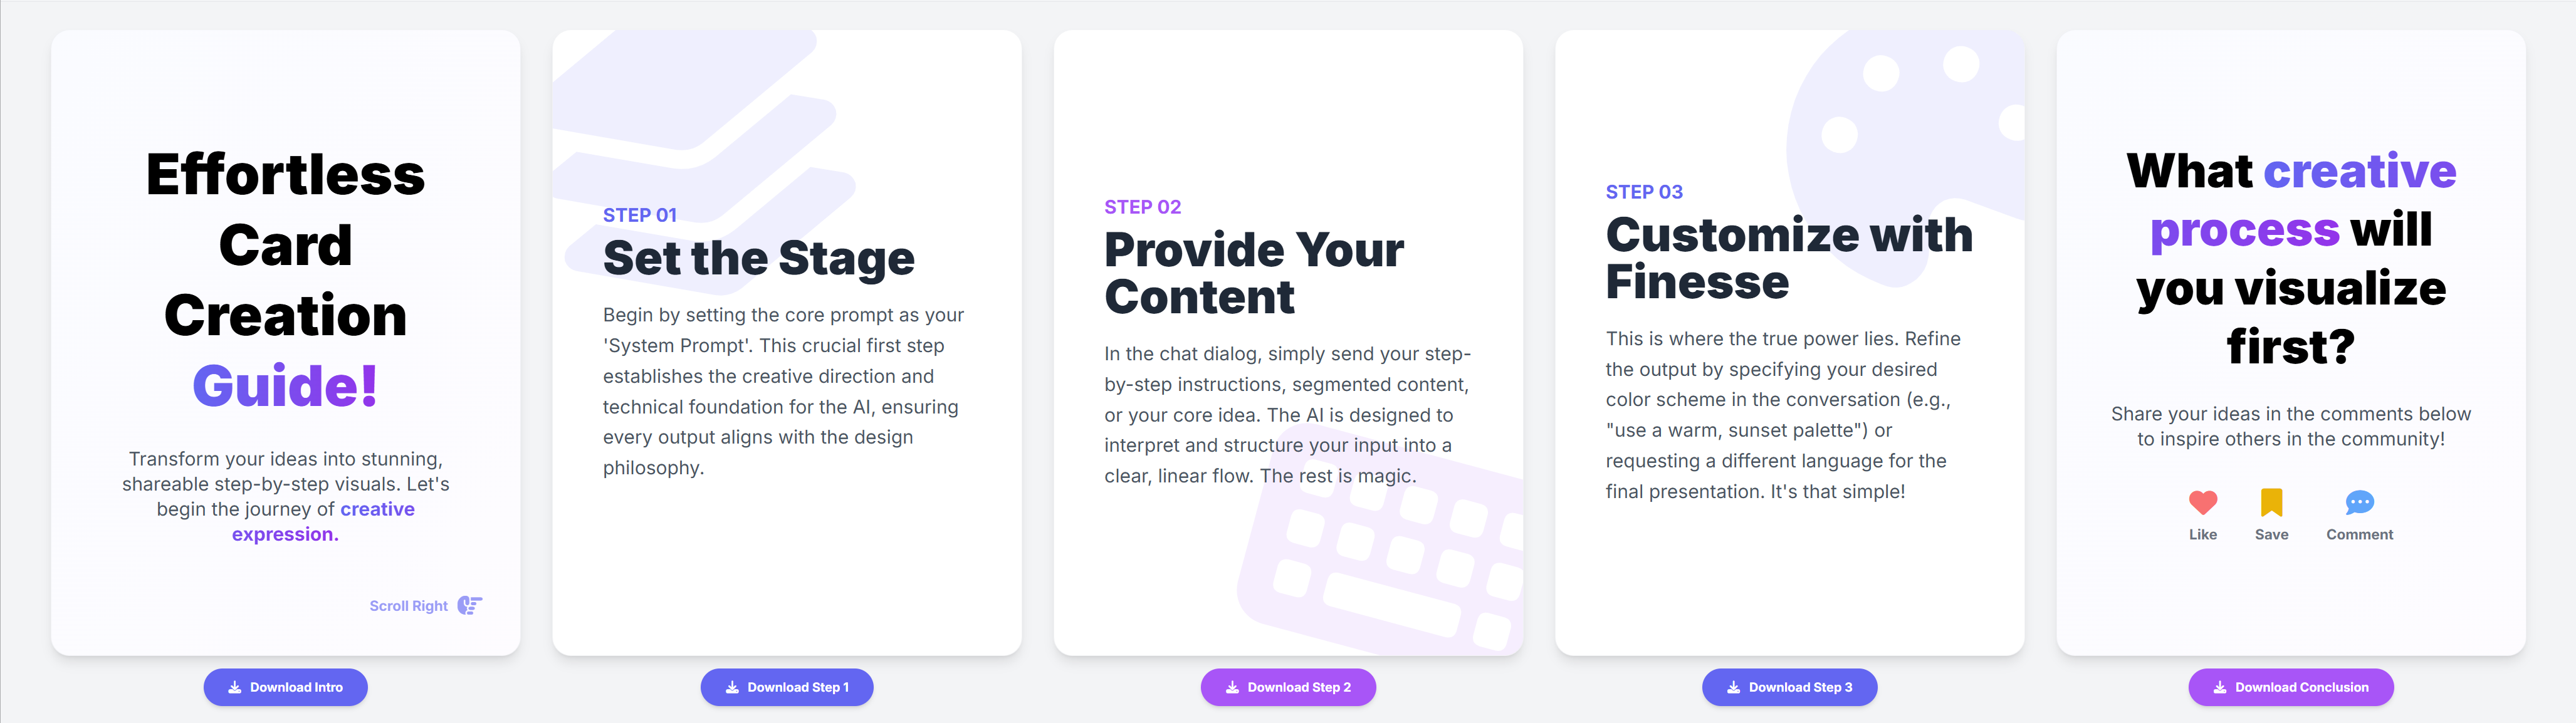 Effortless
Card
Creation
Guide!
Transform your ideas into stunning,
shareable step-by-step visuals. Let's
begin the journey of creative
expression.
Scroll Right
Download Intro
STEP 01
Set the Stage
Begin by setting the core prompt as your
'System Prompt'. This crucial first step
establishes the creative direction and
technical foundation for the AI, ensuring
every output aligns with the design
philosophy.
Download Step 1
STEP 02
Provide Your
Content
In the chat dialog, simply send your step-
by-step instructions, segmented content,
or your core idea. The AI is designed to
interpret and structure your input into a
clear, linear flow. The rest is magic.
Download Step 2
STEP 03
Customize with
Finesse
This is where the true power lies. Refine
the output by specifying your desired
color scheme in the conversation (e.g.,
"use a warm, sunset palette") or
requesting a different language for the
final presentation. It's that simple!
Download Step 3
What creative
process will
you visualize
first?
Share your ideas in the comments below
to inspire others in the community!
Like Save Comment
Download Conclusion